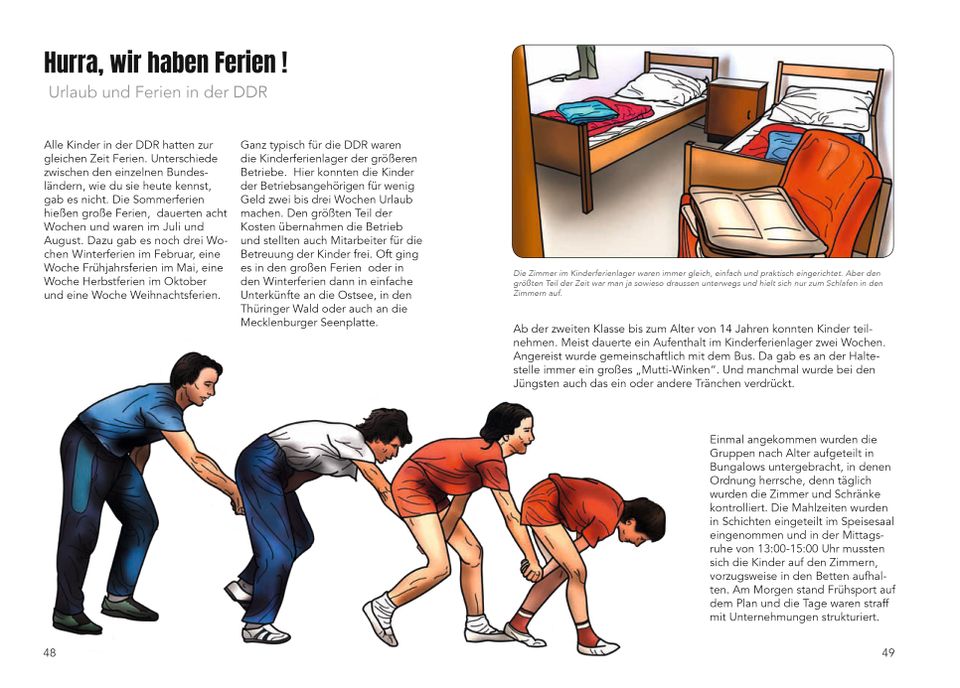 Hurra, wir haben Ferien !
Urlaub und Ferien in der DDR
Alle Kinder in der DDR hatten zur
gleichen Zeit Ferien. Unterschiede
zwischen den einzelnen Bundes-
ländern, wie du sie heute kennst,
gab es nicht. Die Sommerferien
hießen große Ferien,  dauerten acht
Wochen und waren im Juli und
August. Dazu gab es noch drei Wo-
chen Winterferien im Februar, eine
Woche Frühjahrsferien im Mai, eine
Woche Herbstferien im Oktober
und eine Woche Weihnachtsferien.
Ganz typisch für die DDR waren
die Kinderferienlager der größeren
Betriebe.  Hier konnten die Kinder
der Betriebsangehörigen für wenig
Geld zwei bis drei Wochen Urlaub
machen. Den größten Teil der
Kosten übernahmen die Betrieb
und stellten auch Mitarbeiter für die
Betreuung der Kinder frei. Oft ging
es in den großen Ferien  oder in
den Winterferien dann in einfache
Unterkünfte an die Ostsee, in den
Thüringer Wald oder auch an die
Mecklenburger Seenplatte.
48
Die Zimmer im Kinderferienlager waren immer gleich, einfach und praktisch eingerichtet. Aber den
größten Teil der Zeit war man ja sowieso draussen unterwegs und hielt sich nur zum Schlafen in den
Zimmern auf.
Ab der zweiten Klasse bis zum Alter von 14 Jahren konnten Kinder teil-
nehmen. Meist dauerte ein Aufenthalt im Kinderferienlager zwei Wochen.
Angereist wurde gemeinschaftlich mit dem Bus. Da gab es an der Halte-
stelle immer ein großes „Mutti-Winken“. Und manchmal wurde bei den
Jüngsten auch das ein oder andere Tränchen verdrückt.
Einmal angekommen wurden die
Gruppen nach Alter aufgeteilt in
Bungalows untergebracht, in denen
Ordnung herrsche, denn täglich
wurden die Zimmer und Schränke
kontrolliert. Die Mahlzeiten wurden
in Schichten eingeteilt im Speisesaal
eingenommen und in der Mittags-
ruhe von 13:00-15:00 Uhr mussten
sich die Kinder auf den Zimmern,
vorzugsweise in den Betten aufhal-
ten. Am Morgen stand Frühsport auf
dem Plan und die Tage waren straff
mit Unternehmungen strukturiert.
49